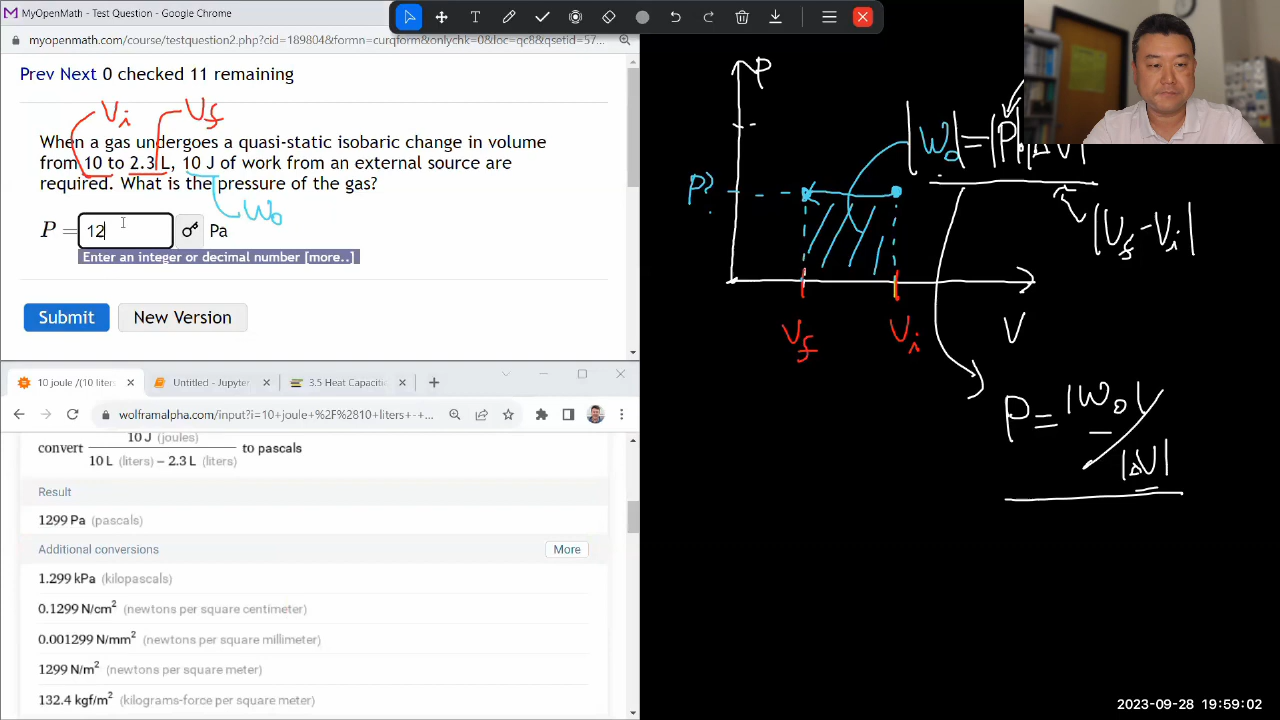 MyOpenMath - Test Question 2 - Google Chrome
myopenmath.com/course/testquestion2.php?cid=189804&formn=curqform&onlychk=0&loc=qc8&qsetid=57...
Prev Next 0 checked 11 remaining
Vi Vf
When a gas undergoes a quasi-static isobaric change in volume
from 10 to 2.3 L, 10 J of work from an external source are
required. What is the pressure of the gas?
W0
P = 12 Pa
Enter an integer or decimal number [more..]
Submit New Version
10 joule /(10 liters
Untitled - Jupyter
3.5 Heat Capaciti
wolframalpha.com/input?i=10+joule+%2F%2810+liters+-+...
convert 10 J (joules) / 10 L (liters) − 2.3 L (liters) to pascals
Result
1299 Pa (pascals)
Additional conversions More
1.299 kPa (kilopascals)
0.1299 N/cm² (newtons per square centimeter)
0.001299 N/mm² (newtons per square millimeter)
1299 N/m² (newtons per square meter)
132.4 kgf/m² (kilograms-force per square meter)
T
P
|W0| = |P| |ΔV|
P?
|Vf - Vi|
Vf Vi V
P = |W0| / |ΔV|
2023-09-28 19:59:02